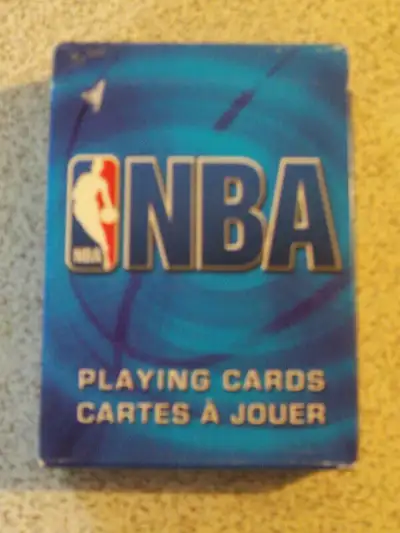 NBA
NBA
PLAYING CARDS
CARTES À JOUER